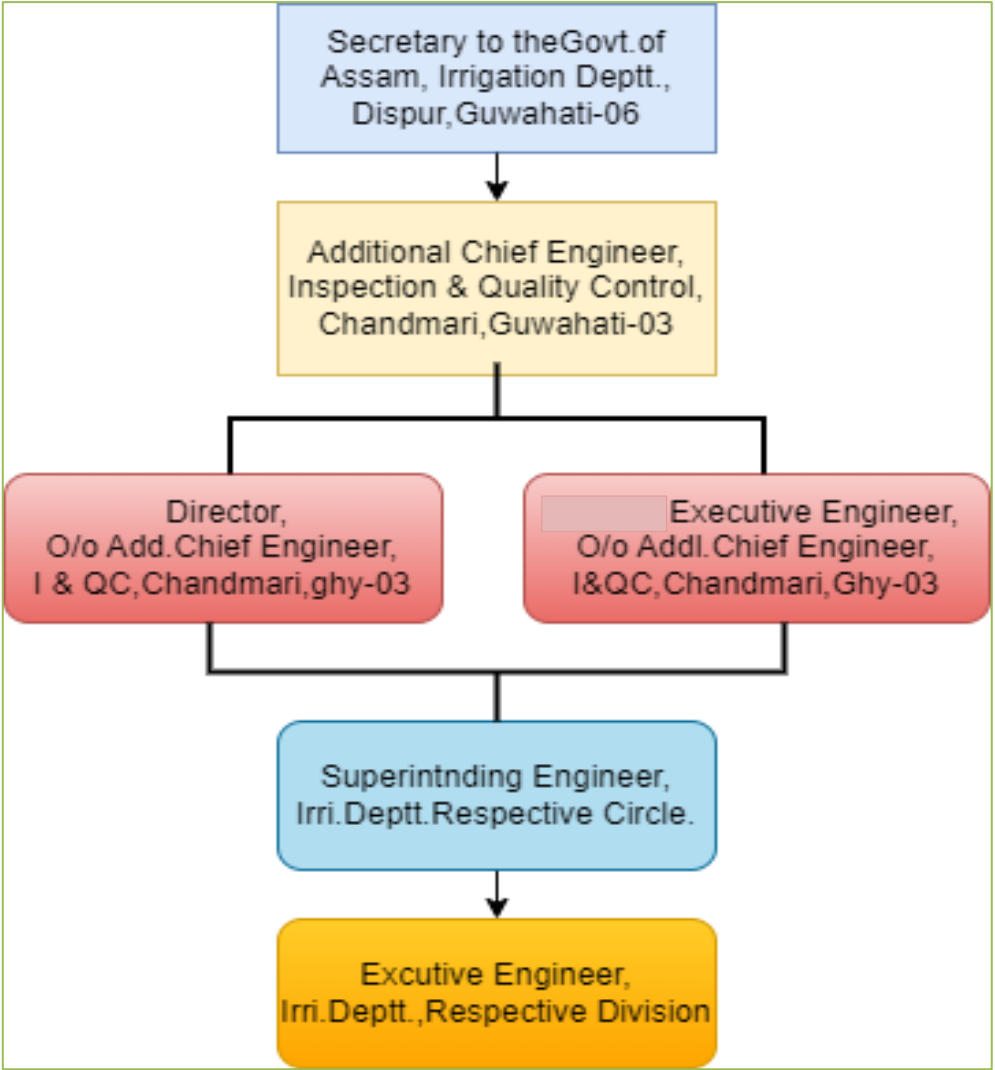 Secretary to theGovt.of
Assam, Irrigation Deptt.,
Dispur,Guwahati-06
Additional Chief Engineer,
Inspection & Quality Control,
Chandmari,Guwahati-03
Director,
O/o Add.Chief Engineer,
I & QC,Chandmari,ghy-03
Executive Engineer,
O/o Addl.Chief Engineer,
I&QC,Chandmari,Ghy-03
Superintnding Engineer,
Irri.Deptt.Respective Circle.
Excutive Engineer,
Irri.Deptt.,Respective Division